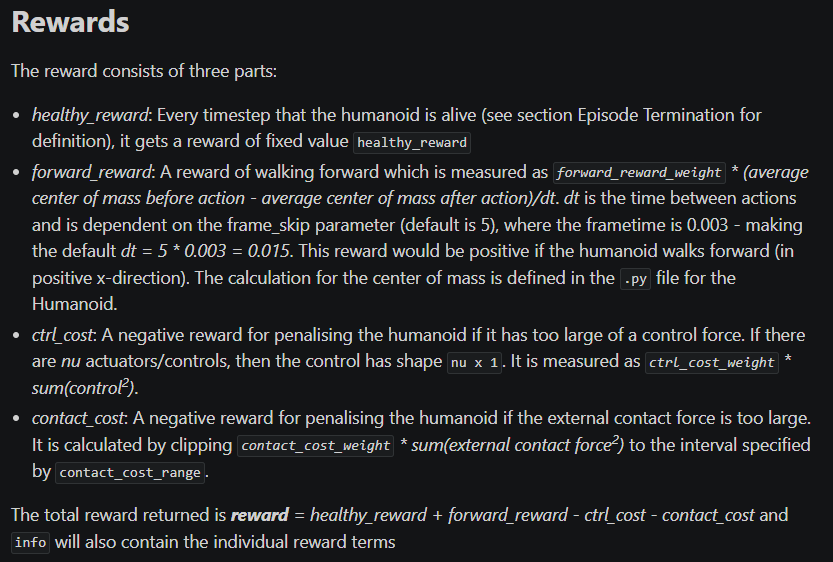 Rewards
The reward consists of three parts:
• healthy_reward: Every timestep that the humanoid is alive (see section Episode Termination for
definition), it gets a reward of fixed value healthy_reward
• forward_reward: A reward of walking forward which is measured as forward_reward_weight * (average
center of mass before action - average center of mass after action)/dt. dt is the time between actions
and is dependent on the frame_skip parameter (default is 5), where the frametime is 0.003 - making
the default dt = 5 * 0.003 = 0.015. This reward would be positive if the humanoid walks forward (in
positive x-direction). The calculation for the center of mass is defined in the .py file for the
Humanoid.
• ctrl_cost: A negative reward for penalising the humanoid if it has too large of a control force. If there
are nu actuators/controls, then the control has shape nu x 1. It is measured as ctrl_cost_weight *
sum(control²).
• contact_cost: A negative reward for penalising the humanoid if the external contact force is too large.
It is calculated by clipping contact_cost_weight * sum(external contact force²) to the interval specified
by contact_cost_range.
The total reward returned is reward = healthy_reward + forward_reward - ctrl_cost - contact_cost and
info will also contain the individual reward terms